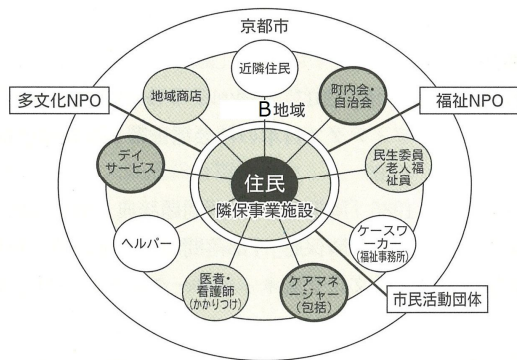 京都市
近隣住民
地域商店
町内会・
自治会
多文化NPO
B地域
福祉NPO
デイ
サービス
民生委員
／老人福
祉員
住民
隣保事業施設
ヘルパー
ケースワ
ーカー
(福祉事務所)
医者・
看護師
(かかりつけ)
ケアマネ
ージャー
(包括)
市民活動団体